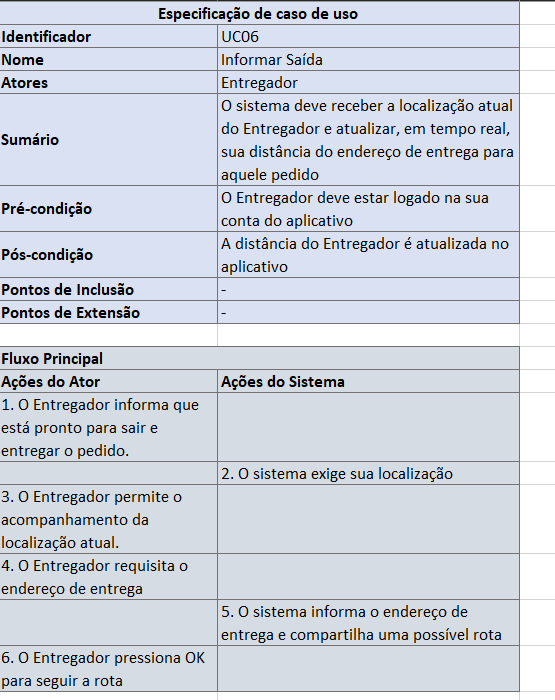 Especificação de caso de uso
Identificador UC06
Nome Informar Saída
Atores Entregador
Sumário O sistema deve receber a localização atual
do Entregador e atualizar, em tempo real,
sua distância do endereço de entrega para
aquele pedido
Pré-condição O Entregador deve estar logado na sua
conta do aplicativo
Pós-condição A distância do Entregador é atualizada no
aplicativo
Pontos de Inclusão -
Pontos de Extensão -
Fluxo Principal
Ações do Ator Ações do Sistema
1. O Entregador informa que
está pronto para sair e
entregar o pedido.
2. O sistema exige sua localização
3. O Entregador permite o
acompanhamento da
localização atual.
4. O Entregador requisita o
endereço de entrega
5. O sistema informa o endereço de
entrega e compartilha uma possível rota
6. O Entregador pressiona OK
para seguir a rota